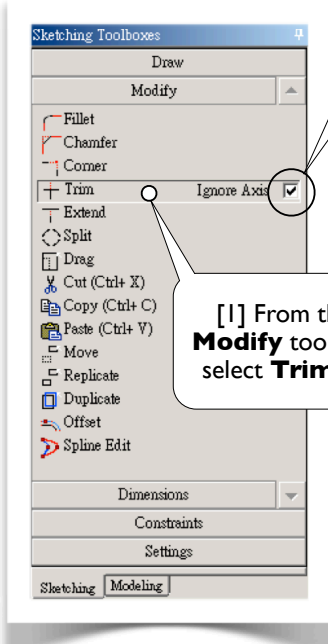 Sketching Toolboxes
Draw
Modify
Fillet
Chamfer
Corner
Trim Ignore Axis
Extend
Split
Drag
Cut (Ctrl+ X)
Copy (Ctrl+ C)
Paste (Ctrl+ V)
Move
Replicate
Duplicate
Offset
Spline Edit
Dimensions
Constraints
Settings
Sketching Modeling
[1] From th
Modify too
select Trim